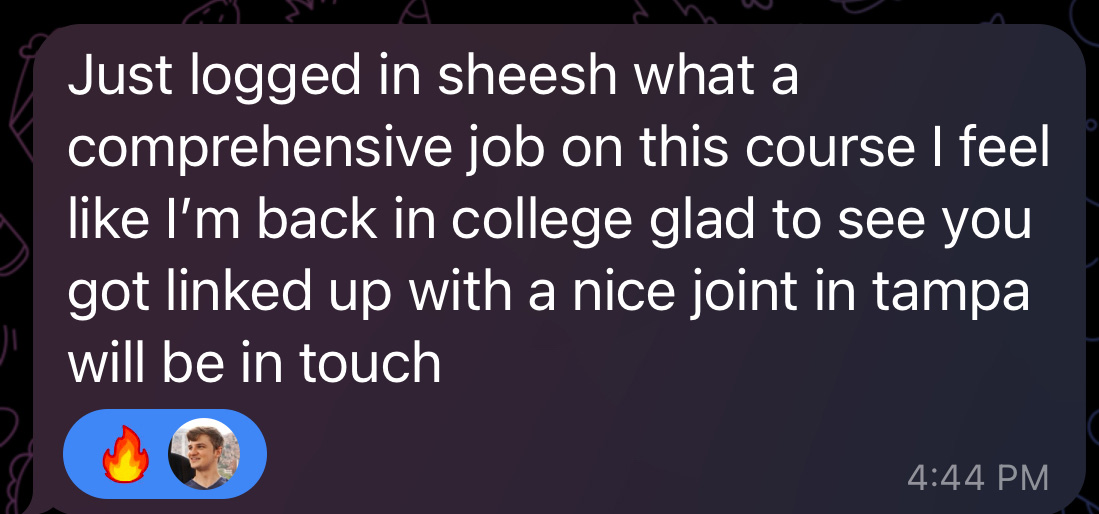 Just logged in sheesh what a
comprehensive job on this course I feel
like I’m back in college glad to see you
got linked up with a nice joint in tampa
will be in touch
4:44 PM